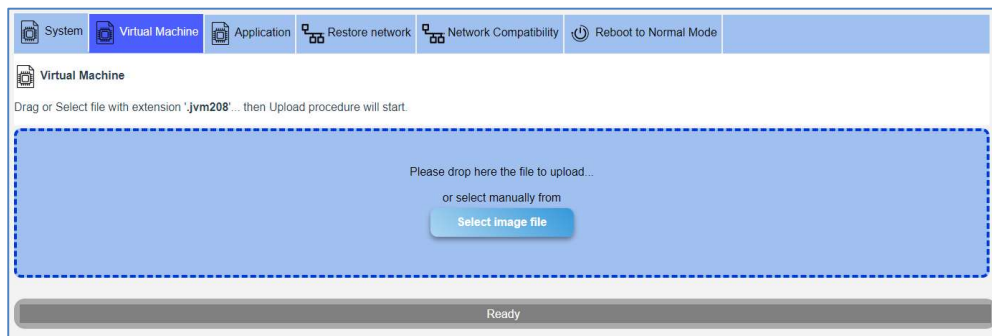 System Virtual Machine Application Restore network Network Compatibility Reboot to Normal Mode
Virtual Machine
Drag or Select file with extension '.jvm208'... then Upload procedure will start.
Please drop here the file to upload...
or select manually from
Select image file
Ready